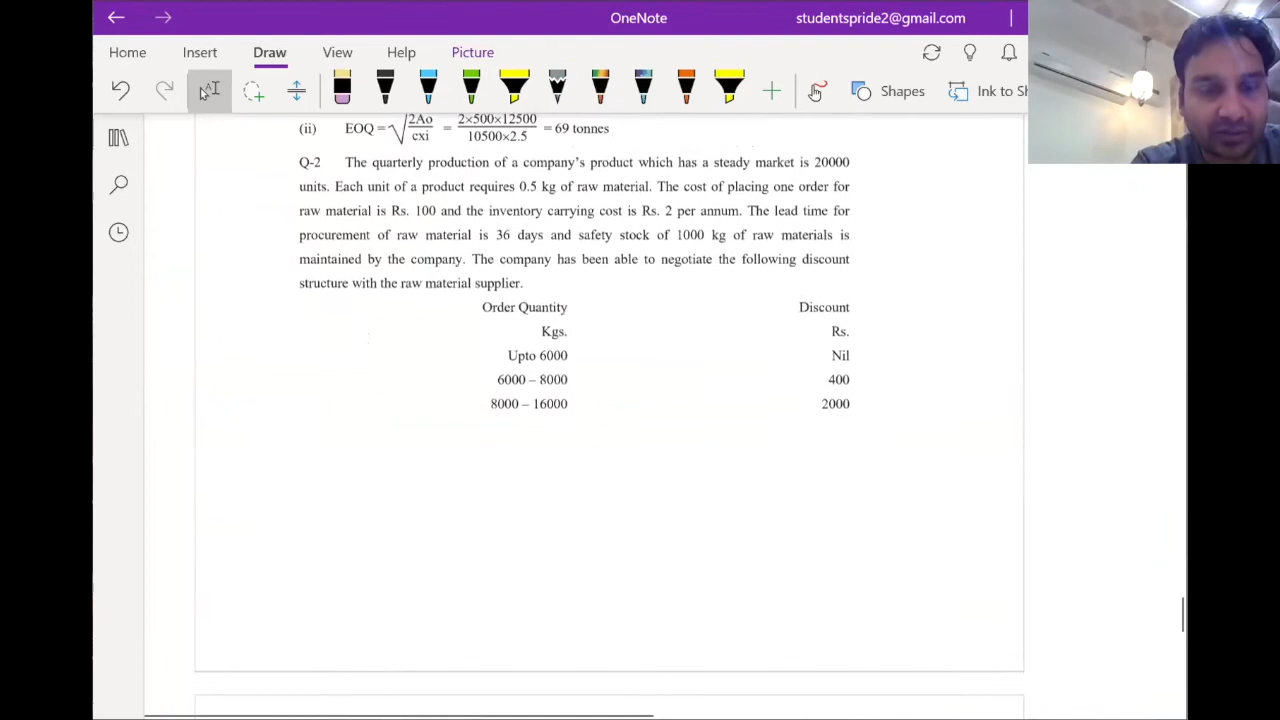 OneNote
studentspride2@gmail.com
Home Insert Draw View Help Picture
Shapes Ink to Sh
(ii) EOQ = √ 2Ao / cxi = 2×500×12500 / 10500×2.5 = 69 tonnes
Q-2 The quarterly production of a company's product which has a steady market is 20000
units. Each unit of a product requires 0.5 kg of raw material. The cost of placing one order for
raw material is Rs. 100 and the inventory carrying cost is Rs. 2 per annum. The lead time for
procurement of raw material is 36 days and safety stock of 1000 kg of raw materials is
maintained by the company. The company has been able to negotiate the following discount
structure with the raw material supplier.
Order Quantity Discount
Kgs. Rs.
Upto 6000 Nil
6000 – 8000 400
8000 – 16000 2000